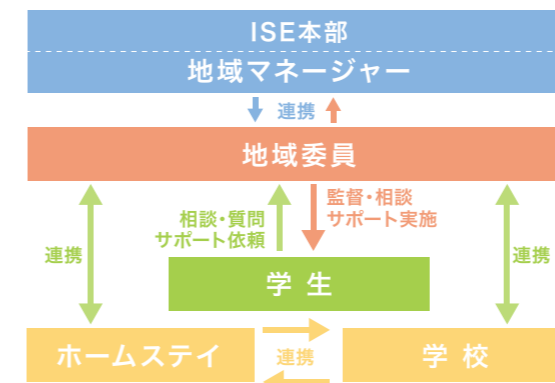 ISE本部
地域マネージャー
連携
地域委員
相談・質問
サポート依頼
監督・相談
サポート実施
連携
連携
学 生
ホームステイ
連携
学 校